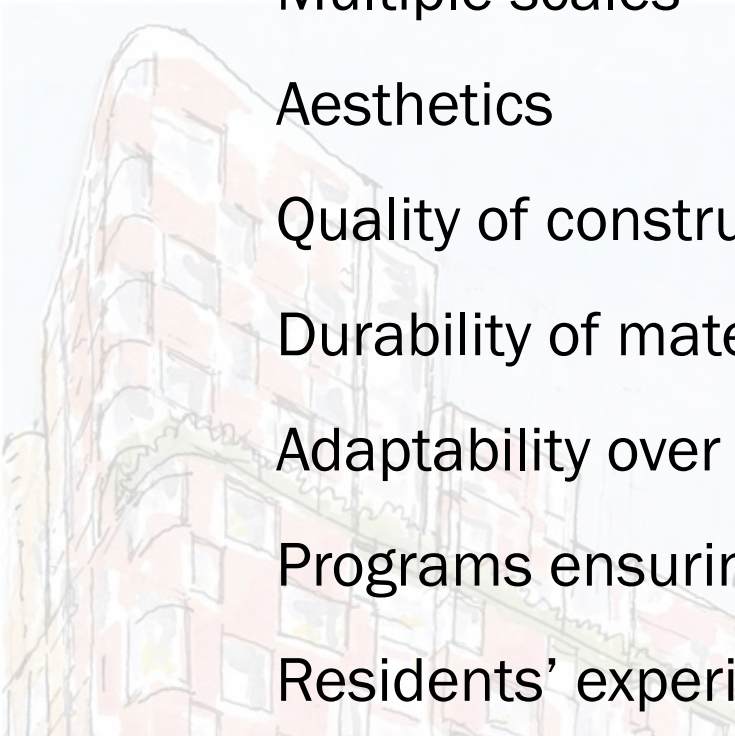 Multiple scales
Aesthetics
Quality of constru
Durability of mate
Adaptability over
Programs ensurin
Residents’ experi